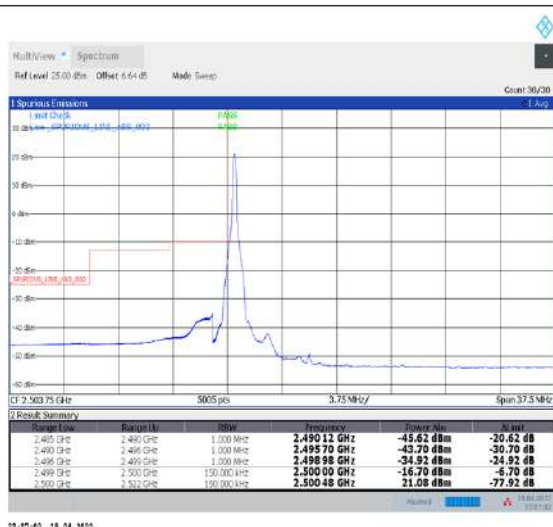 MultiView Spectrum
Ref Level 25.00 dBm Offset 6.64 dB Mode Sweep
Count 30/30
1 Spurious Emissions 1 Avg
Limit Check PASS
Line _SPURIOUS_LINE_ABS_003 PASS
20 dBm
10 dBm
0 dBm
-10 dBm
-20 dBm
SPURIOUS_LINE_ABS_003
-30 dBm
-40 dBm
-50 dBm
-60 dBm
CF 2.503 75 GHz 5005 pts 3.75 MHz/ Span 37.5 MHz
2 Result Summary
Range Low Range Up RBW Frequency Power Abs ΔLimit
2.485 GHz 2.490 GHz 1.000 MHz 2.490 12 GHz -45.62 dBm -20.62 dB
2.490 GHz 2.496 GHz 1.000 MHz 2.495 70 GHz -43.70 dBm -30.70 dB
2.496 GHz 2.499 GHz 1.000 MHz 2.498 98 GHz -34.92 dBm -24.92 dB
2.499 GHz 2.500 GHz 150.000 kHz 2.500 00 GHz -16.70 dBm -6.70 dB
2.500 GHz 2.522 GHz 150.000 kHz 2.500 48 GHz 21.08 dBm -77.92 dB